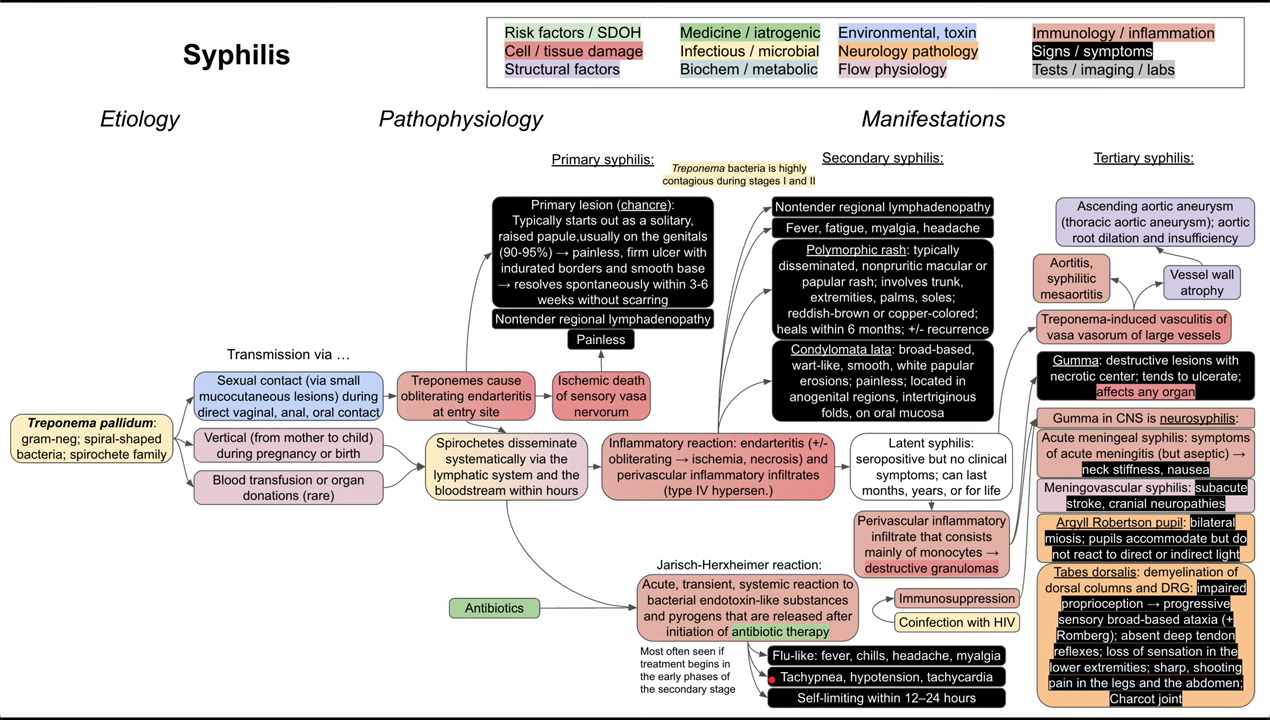 Syphilis
Risk factors / SDOH
Cell / tissue damage
Structural factors
Medicine / iatrogenic
Infectious / microbial
Biochem / metabolic
Environmental, toxin
Neurology pathology
Flow physiology
Immunology / inflammation
Signs / symptoms
Tests / imaging / labs
Etiology
Pathophysiology
Manifestations
Treponema pallidum:
gram-neg; spiral-shaped
bacteria; spirochete family
Transmission via …
Sexual contact (via small
mucocutaneous lesions) during
direct vaginal, anal, oral contact
Vertical (from mother to child)
during pregnancy or birth
Blood transfusion or organ
donations (rare)
Primary syphilis:
Primary lesion (chancre):
Typically starts out as a solitary,
raised papule,usually on the genitals
(90-95%) → painless, firm ulcer with
indurated borders and smooth base
→ resolves spontaneously within 3-6
weeks without scarring
Nontender regional lymphadenopathy
Painless
Treponemes cause
obliterating endarteritis
at entry site
Ischemic death
of sensory vasa
nervorum
Spirochetes disseminate
systematically via the
lymphatic system and the
bloodstream within hours
Inflammatory reaction: endarteritis (+/-
obliterating → ischemia, necrosis) and
perivascular inflammatory infiltrates
(type IV hypersen.)
Treponema bacteria is highly
contagious during stages I and II
Secondary syphilis:
Nontender regional lymphadenopathy
Fever, fatigue, myalgia, headache
Polymorphic rash: typically
disseminated, nonpruritic macular or
papular rash; involves trunk,
extremities, palms, soles;
reddish-brown or copper-colored;
heals within 6 months; +/- recurrence
Condylomata lata: broad-based,
wart-like, smooth, white papular
erosions; painless; located in
anogenital regions, intertriginous
folds, on oral mucosa
Latent syphilis:
seropositive but no clinical
symptoms; can last
months, years, or for life
Perivascular inflammatory
infiltrate that consists
mainly of monocytes →
destructive granulomas
Immunosuppression
Coinfection with HIV
Antibiotics
Jarisch-Herxheimer reaction:
Acute, transient, systemic reaction to
bacterial endotoxin-like substances
and pyrogens that are released after
initiation of antibiotic therapy
Most often seen if
treatment begins in
the early phases of
the secondary stage
Flu-like: fever, chills, headache, myalgia
Tachypnea, hypotension, tachycardia
Self-limiting within 12–24 hours
Tertiary syphilis:
Ascending aortic aneurysm
(thoracic aortic aneurysm); aortic
root dilation and insufficiency
Aortitis,
syphilitic
mesaortitis
Vessel wall
atrophy
Treponema-induced vasculitis of
vasa vasorum of large vessels
Gumma: destructive lesions with
necrotic center; tends to ulcerate;
affects any organ
Gumma in CNS is neurosyphilis:
Acute meningeal syphilis: symptoms
of acute meningitis (but aseptic) →
neck stiffness, nausea
Meningovascular syphilis: subacute
stroke, cranial neuropathies
Argyll Robertson pupil: bilateral
miosis; pupils accommodate but do
not react to direct or indirect light
Tabes dorsalis: demyelination of
dorsal columns and DRG: impaired
proprioception → progressive
sensory broad-based ataxia (+
Romberg); absent deep tendon
reflexes; loss of sensation in the
lower extremities; sharp, shooting
pain in the legs and the abdomen;
Charcot joint